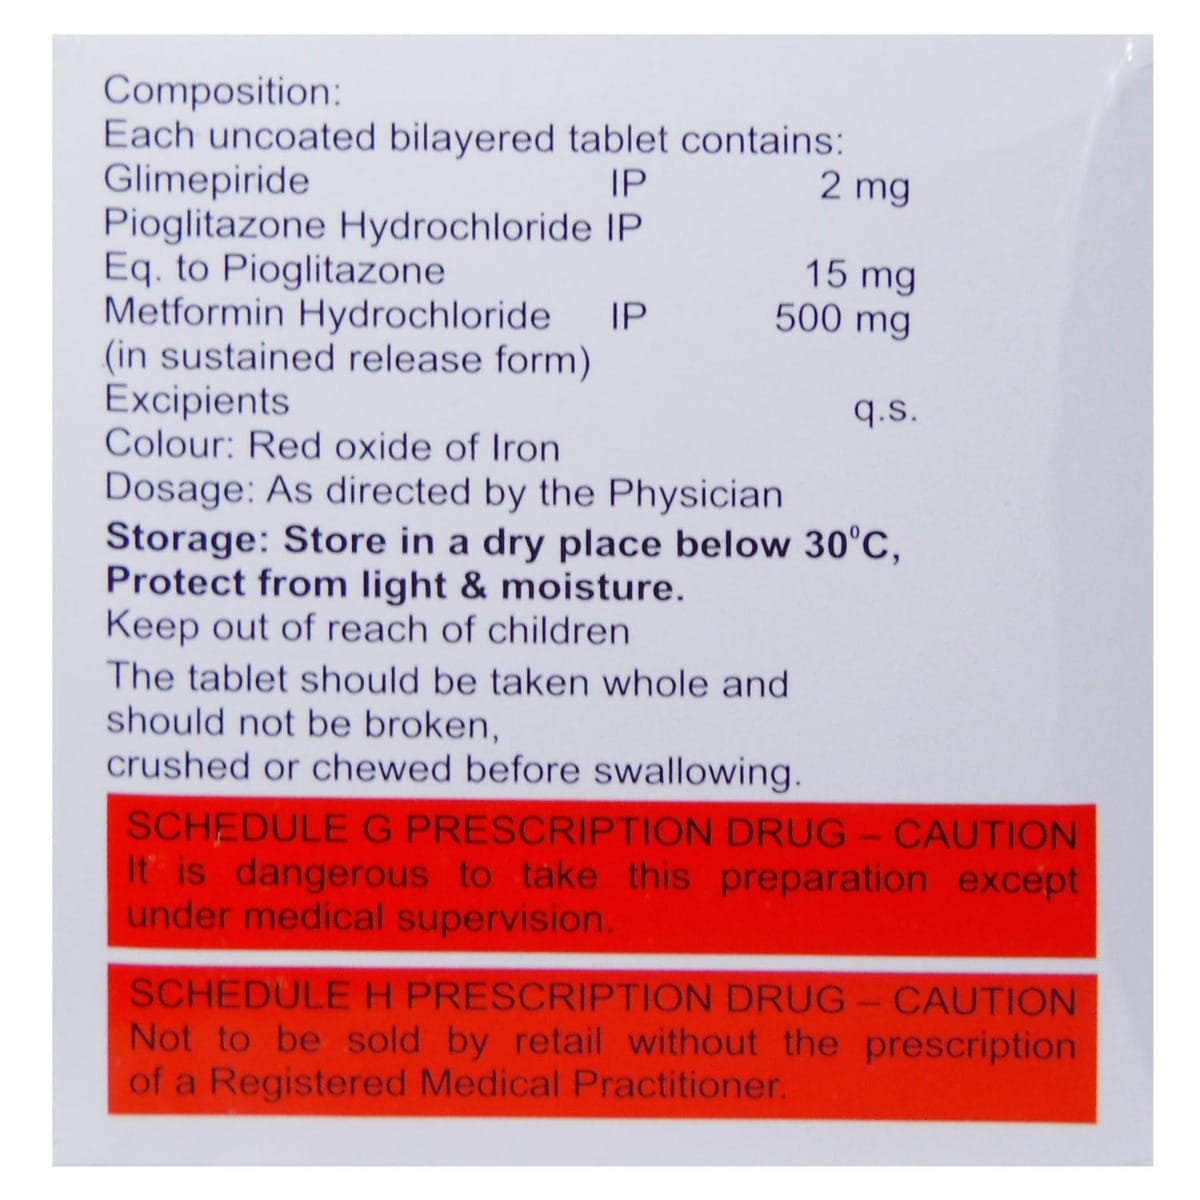 Composition:
Each uncoated bilayered tablet contains:
Glimepiride IP 2 mg
Pioglitazone Hydrochloride IP
Eq. to Pioglitazone 15 mg
Metformin Hydrochloride IP 500 mg
(in sustained release form)
Excipients q.s.
Colour: Red oxide of Iron
Dosage: As directed by the Physician
Storage: Store in a dry place below 30°C,
Protect from light & moisture.
Keep out of reach of children
The tablet should be taken whole and
should not be broken,
crushed or chewed before swallowing.
SCHEDULE G PRESCRIPTION DRUG – CAUTION
It is dangerous to take this preparation except
under medical supervision.
SCHEDULE H PRESCRIPTION DRUG – CAUTION
Not to be sold by retail without the prescription
of a Registered Medical Practitioner.